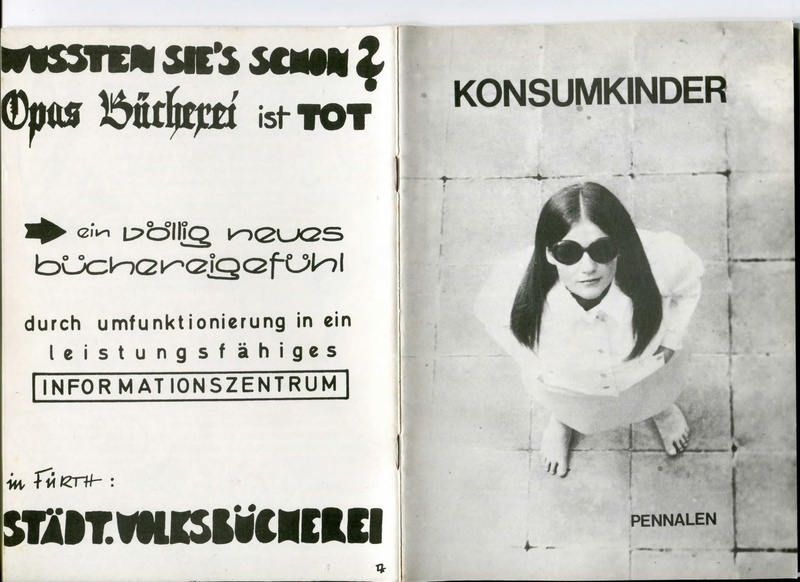 WUSSTEN SIE'S SCHON?
Opas Bücherei ist TOT
ein völlig neues
büchereigefühl
durch umfunktionierung in ein
leistungsfähiges
INFORMATIONSZENTRUM
in FÜRTH:
STÄDT. VOLKSBÜCHEREI
KONSUMKINDER
PENNALEN